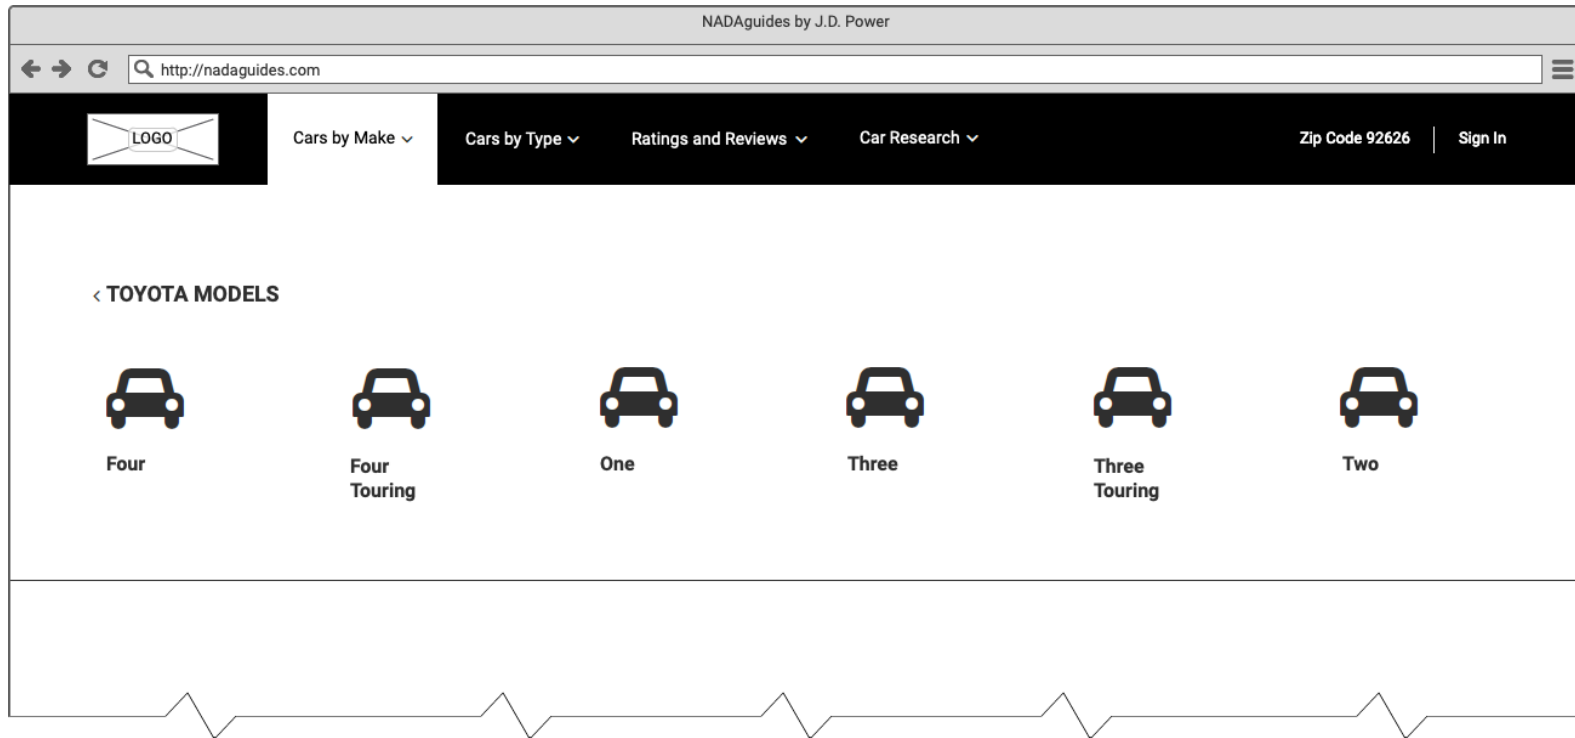 NADAguides by J.D. Power
http://nadaguides.com
LOGO
Cars by Make
Cars by Type
Ratings and Reviews
Car Research
Zip Code 92626
Sign In
< TOYOTA MODELS
Four
Four
Touring
One
Three
Three
Touring
Two